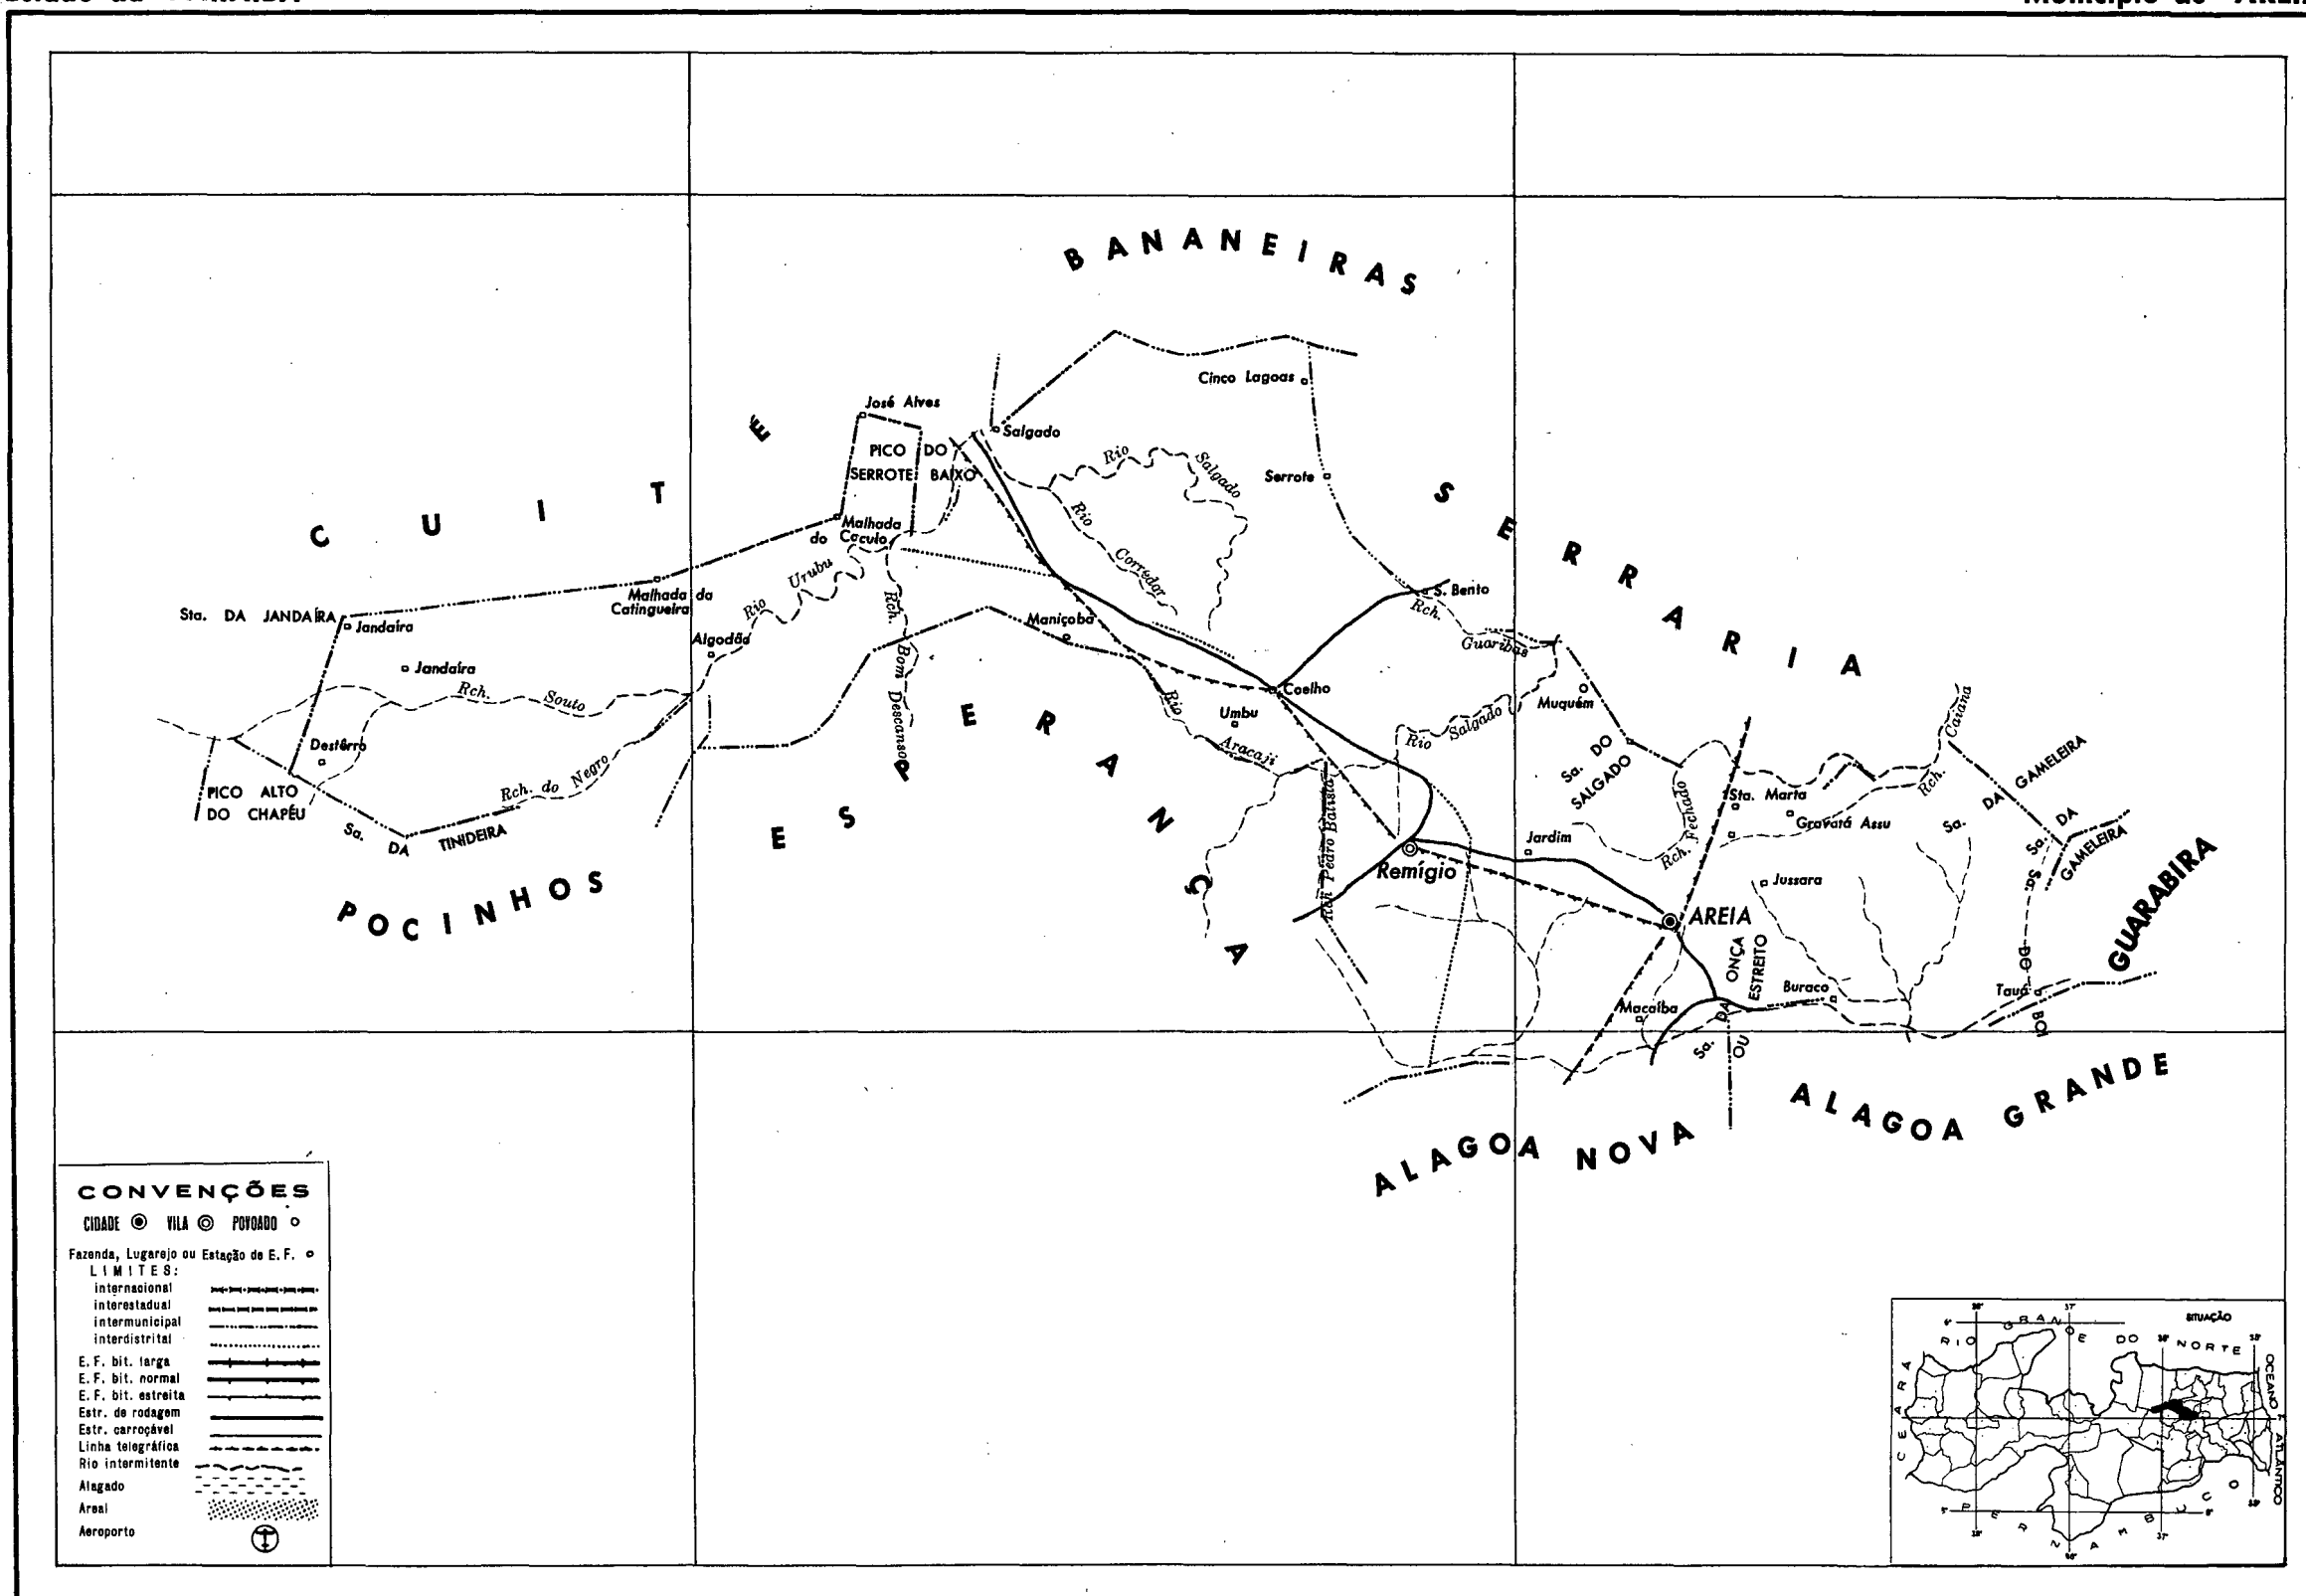 BANANEIRAS
Cinco Lagoas
José Alves
Salgado
PICO DO
SERROTE BAIXO
Rio Salgado
Serrote
CUITÉ
SERRARIA
Malhada
do Caculo
Rio Corredor
Rio Urubu
Malhada da
Catingueira
S. Bento
Rch. Guaribas
Sta. DA JANDAÍRA
Jandaíra
Maniçoba
Algodão
Jandaíra
Rch. Souto
Rch. Bom Descanso
Coelho
Muquém
Umbu
Rio Aracaji
Rio Salgado
Destêrro
Sa. DO
SALGADO
Rch. Caiana
Sa. DA GAMELEIRA
PICO ALTO
DO CHAPÉU
Rch. do Negro
Sa. DA TINIDEIRA
Sta. Marta
Gravatá Assu
Rch. Fechado
Sa. DA
GAMELEIRA
ESPERANÇA
Rch. Pedro Batista
Jardim
Remígio
Jussara
POCINHOS
GUARABIRA
AREIA
Sa. DA ONÇA
OU ESTREITO
Buraco
Macaíba
Tauá
Sa. DO BOI
ALAGOA NOVA
ALAGOA GRANDE
CONVENÇÕES
CIDADE VILA POVOADO
Fazenda, Lugarejo ou Estação de E. F.
LIMITES:
internacional
interestadual
intermunicipal
interdistrital
E. F. bit. larga
E. F. bit. normal
E. F. bit. estreita
Estr. de rodagem
Estr. carroçável
Linha telegráfica
Rio intermitente
Alagado
Areal
Aeroporto
SITUAÇÃO
RIO GRANDE DO NORTE
CEARÁ
OCEANO ATLÂNTICO
PERNAMBUCO